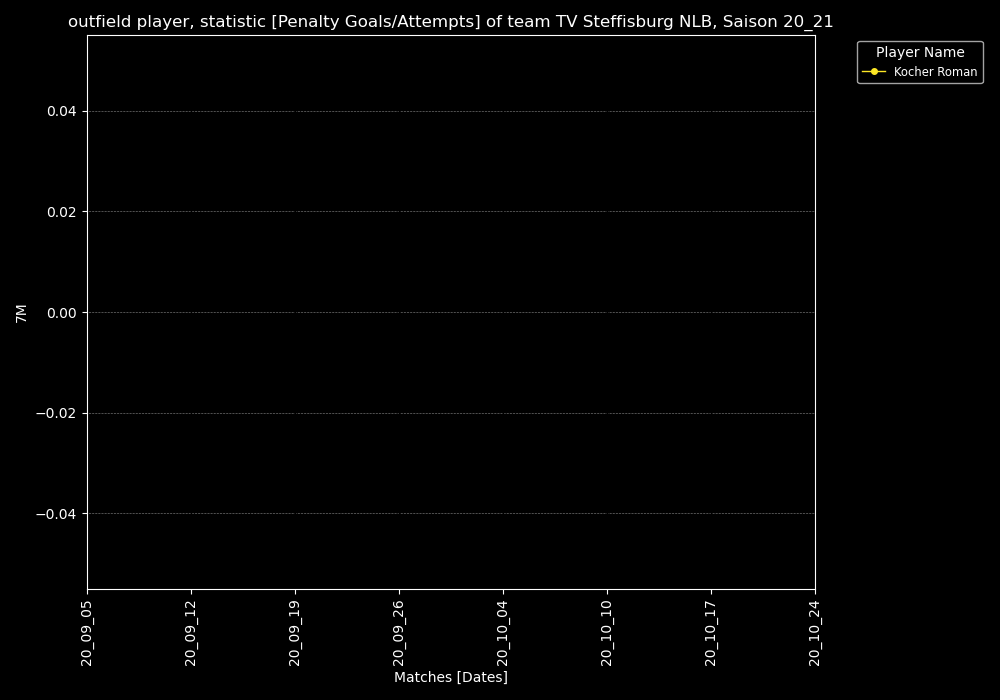 outfield player, statistic [Penalty Goals/Attempts] of team TV Steffisburg NLB, Saison 20_21
Player Name
Kocher Roman
0.04
0.02
0.00
−0.02
−0.04
7M
20_09_05
20_09_12
20_09_19
20_09_26
20_10_04
20_10_10
20_10_17
20_10_24
Matches [Dates]